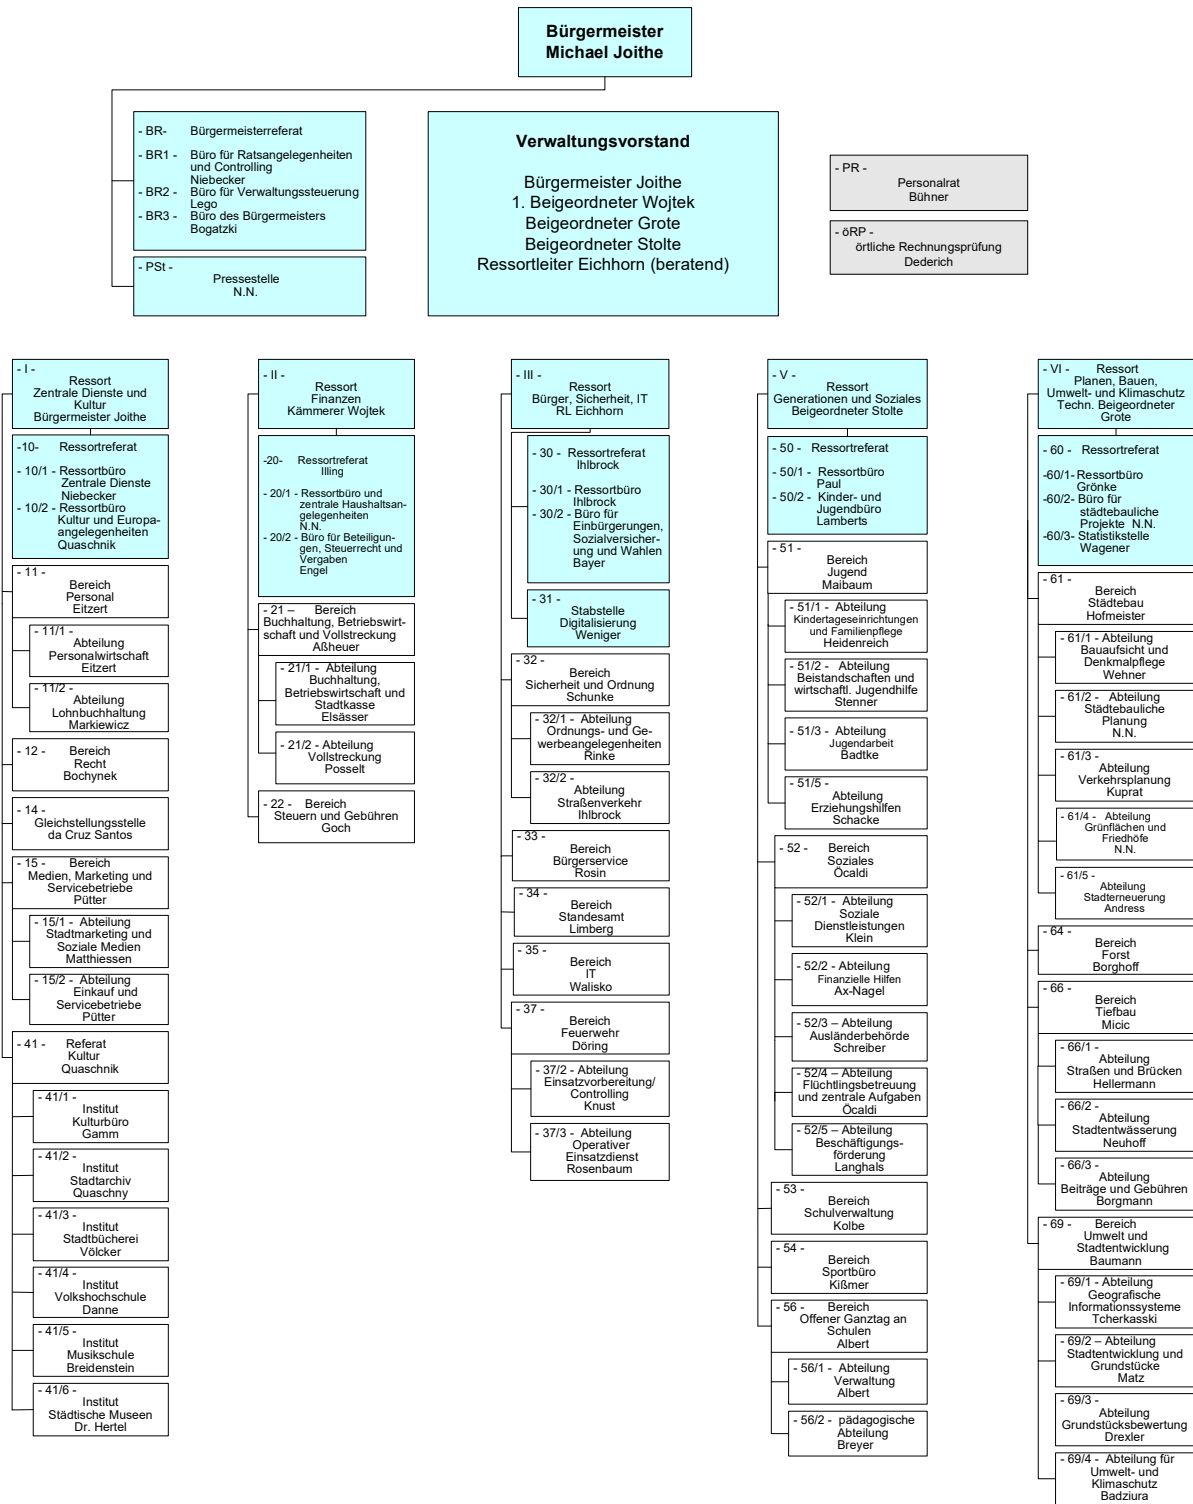 Bürgermeister
Michael Joithe
- BR- Bürgermeisterreferat
- BR1 - Büro für Ratsangelegenheiten
und Controlling
Niebecker
- BR2 - Büro für Verwaltungssteuerung
Lego
- BR3 - Büro des Bürgermeisters
Bogatzki
- PSt -
Pressestelle
N.N.
Verwaltungsvorstand
Bürgermeister Joithe
1. Beigeordneter Wojtek
Beigeordneter Grote
Beigeordneter Stolte
Ressortleiter Eichhorn (beratend)
- PR -
Personalrat
Bühner
- öRP -
örtliche Rechnungsprüfung
Dederich
- I -
Ressort
Zentrale Dienste und
Kultur
Bürgermeister Joithe
-10- Ressortreferat
- 10/1 - Ressortbüro
Zentrale Dienste
Niebecker
- 10/2 - Ressortbüro
Kultur und Europa-
angelegenheiten
Quaschnik
- 11 -
Bereich
Personal
Eitzert
- 11/1 -
Abteilung
Personalwirtschaft
Eitzert
- 11/2 -
Abteilung
Lohnbuchhaltung
Markiewicz
- 12 - Bereich
Recht
Bochynek
- 14 -
Gleichstellungsstelle
da Cruz Santos
- 15 - Bereich
Medien, Marketing und
Servicebetriebe
Pütter
- 15/1 - Abteilung
Stadtmarketing und
Soziale Medien
Matthiessen
- 15/2 - Abteilung
Einkauf und
Servicebetriebe
Pütter
- 41 - Referat
Kultur
Quaschnik
- 41/1 -
Institut
Kulturbüro
Gamm
- 41/2 -
Institut
Stadtarchiv
Quaschny
- 41/3 -
Institut
Stadtbücherei
Völcker
- 41/4 -
Institut
Volkshochschule
Danne
- 41/5 -
Institut
Musikschule
Breidenstein
- 41/6 -
Institut
Städtische Museen
Dr. Hertel
- II -
Ressort
Finanzen
Kämmerer Wojtek
-20- Ressortreferat
Illing
- 20/1 - Ressortbüro und
zentrale Haushaltsan-
gelegenheiten
N.N.
- 20/2 - Büro für Beteiligun-
gen, Steuerrecht und
Vergaben
Engel
- 21 – Bereich
Buchhaltung, Betriebswirt-
schaft und Vollstreckung
Aßheuer
- 21/1 - Abteilung
Buchhaltung,
Betriebswirtschaft und
Stadtkasse
Elsässer
- 21/2 - Abteilung
Vollstreckung
Posselt
- 22 - Bereich
Steuern und Gebühren
Goch
- III -
Ressort
Bürger, Sicherheit, IT
RL Eichhorn
- 30 - Ressortreferat
Ihlbrock
- 30/1 - Ressortbüro
Ihlbrock
- 30/2 - Büro für
Einbürgerungen,
Sozialversicher-
ung und Wahlen
Bayer
- 31 -
Stabstelle
Digitalisierung
Weniger
- 32 -
Bereich
Sicherheit und Ordnung
Schunke
- 32/1 - Abteilung
Ordnungs- und Ge-
werbeangelegenheiten
Rinke
- 32/2 -
Abteilung
Straßenverkehr
Ihlbrock
- 33 -
Bereich
Bürgerservice
Rosin
- 34 -
Bereich
Standesamt
Limberg
- 35 -
Bereich
IT
Walisko
- 37 -
Bereich
Feuerwehr
Döring
- 37/2 - Abteilung
Einsatzvorbereitung/
Controlling
Knust
- 37/3 - Abteilung
Operativer
Einsatzdienst
Rosenbaum
- V -
Ressort
Generationen und Soziales
Beigeordneter Stolte
- 50 - Ressortreferat
- 50/1 - Ressortbüro
Paul
- 50/2 - Kinder- und
Jugendbüro
Lamberts
- 51 -
Bereich
Jugend
Maibaum
- 51/1 - Abteilung
Kindertageseinrichtungen
und Familienpflege
Heidenreich
- 51/2 - Abteilung
Beistandschaften und
wirtschaftl. Jugendhilfe
Stenner
- 51/3 - Abteilung
Jugendarbeit
Badtke
- 51/5 -
Abteilung
Erziehungshilfen
Schacke
- 52 - Bereich
Soziales
Öcaldi
- 52/1 - Abteilung
Soziale
Dienstleistungen
Klein
- 52/2 - Abteilung
Finanzielle Hilfen
Ax-Nagel
- 52/3 – Abteilung
Ausländerbehörde
Schreiber
- 52/4 – Abteilung
Flüchtlingsbetreuung
und zentrale Aufgaben
Öcaldi
- 52/5 – Abteilung
Beschäftigungs-
förderung
Langhals
- 53 -
Bereich
Schulverwaltung
Kolbe
- 54 -
Bereich
Sportbüro
Kißmer
- 56 - Bereich
Offener Ganztag an
Schulen
Albert
- 56/1 - Abteilung
Verwaltung
Albert
- 56/2 - pädagogische
Abteilung
Breyer
- VI - Ressort
Planen, Bauen,
Umwelt- und Klimaschutz
Techn. Beigeordneter
Grote
- 60 - Ressortreferat
-60/1- Ressortbüro
Grönke
-60/2- Büro für
städtebauliche
Projekte N.N.
-60/3- Statistikstelle
Wagener
- 61 -
Bereich
Städtebau
Hofmeister
- 61/1 - Abteilung
Bauaufsicht und
Denkmalpflege
Wehner
- 61/2 - Abteilung
Städtebauliche
Planung
N.N.
- 61/3 -
Abteilung
Verkehrsplanung
Kuprat
- 61/4 - Abteilung
Grünflächen und
Friedhöfe
N.N.
- 61/5 -
Abteilung
Stadterneuerung
Andress
- 64 -
Bereich
Forst
Borghoff
- 66 -
Bereich
Tiefbau
Micic
- 66/1 -
Abteilung
Straßen und Brücken
Hellermann
- 66/2 -
Abteilung
Stadtentwässerung
Neuhoff
- 66/3 -
Abteilung
Beiträge und Gebühren
Borgmann
- 69 - Bereich
Umwelt und
Stadtentwicklung
Baumann
- 69/1 - Abteilung
Geografische
Informationssysteme
Tcherkasski
- 69/2 – Abteilung
Stadtentwicklung und
Grundstücke
Matz
- 69/3 -
Abteilung
Grundstücksbewertung
Drexler
- 69/4 - Abteilung für
Umwelt- und
Klimaschutz
Badziura